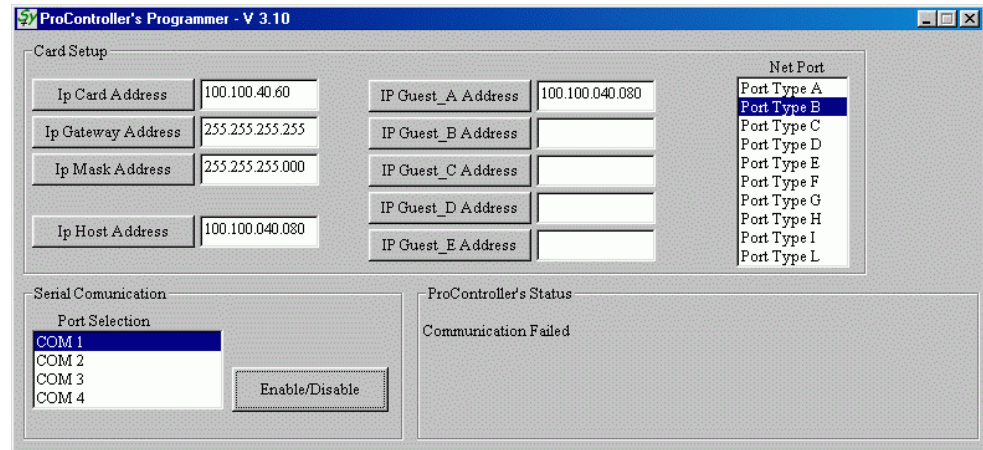 ProController's Programmer - V 3.10
Card Setup
Ip Card Address 100.100.40.60
Ip Gateway Address 255.255.255.255
Ip Mask Address 255.255.255.000
Ip Host Address 100.100.040.080
IP Guest_A Address 100.100.040.080
IP Guest_B Address
IP Guest_C Address
IP Guest_D Address
IP Guest_E Address
Net Port
Port Type A
Port Type B
Port Type C
Port Type D
Port Type E
Port Type F
Port Type G
Port Type H
Port Type I
Port Type L
Serial Comunication
Port Selection
COM 1
COM 2
COM 3
COM 4
Enable/Disable
ProController's Status
Communication Failed